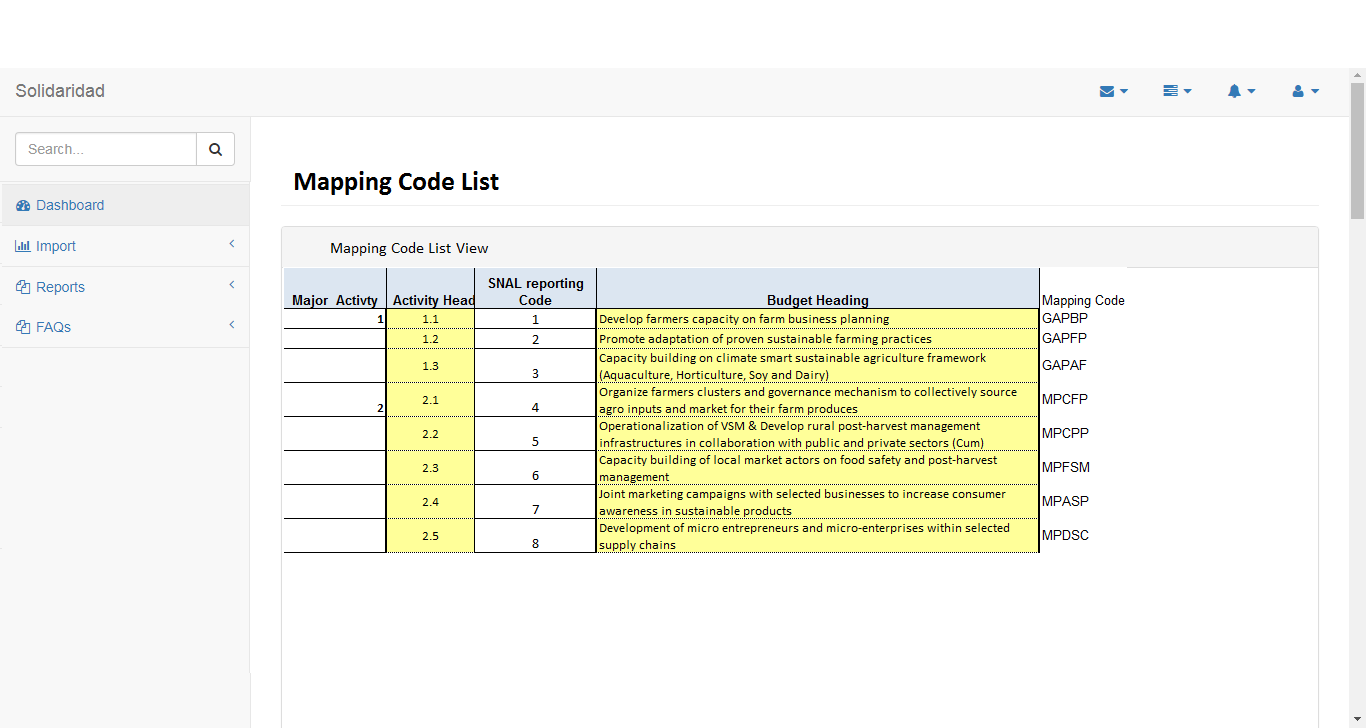 Solidaridad
Search...
Dashboard
Import
Reports
FAQs
Mapping Code List
Mapping Code List View
Major Activty Activity Head SNAL reporting Code Budget Heading Mapping Code
1 1.1 1 Develop farmers capacity on farm business planning GAPBP
1.2 2 Promote adaptation of proven sustainable farming practices GAPFP
1.3 3 Capacity building on climate smart sustainable agriculture framework
(Aquaculture, Horticulture, Soy and Dairy) GAPAF
2 2.1 4 Organize farmers clusters and governance mechanism to collectively source
agro inputs and market for their farm produces MPCFP
2.2 5 Operationalization of VSM & Develop rural post-harvest management
infrastructures in collaboration with public and private sectors (Cum) MPCPP
2.3 6 Capacity building of local market actors on food safety and post-harvest
management MPFSM
2.4 7 Joint marketing campaigns with selected businesses to increase consumer
awareness in sustainable products MPASP
2.5 8 Development of micro entrepreneurs and micro-enterprises within selected
supply chains MPDSC